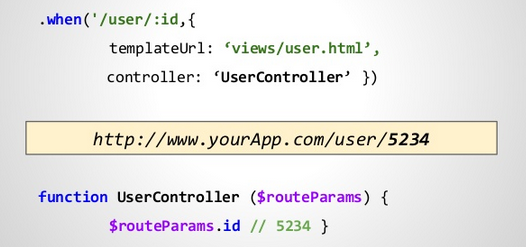 .when('/user/:id,{
templateUrl: ‘views/user.html’,
controller: ‘UserController’ })
http://www.yourApp.com/user/5234
function UserController ($routeParams) {
$routeParams.id // 5234 }